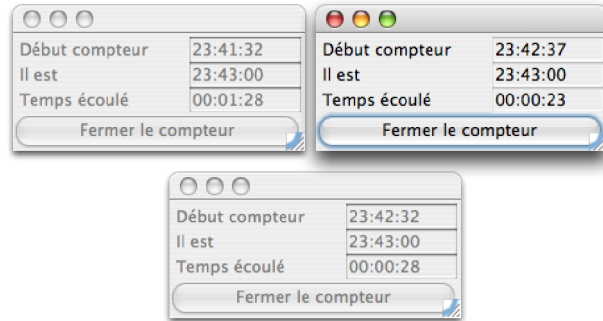 Début compteur 23:41:32
Il est 23:43:00
Temps écoulé 00:01:28
Fermer le compteur
Début compteur 23:42:37
Il est 23:43:00
Temps écoulé 00:00:23
Fermer le compteur
Début compteur 23:42:32
Il est 23:43:00
Temps écoulé 00:00:28
Fermer le compteur